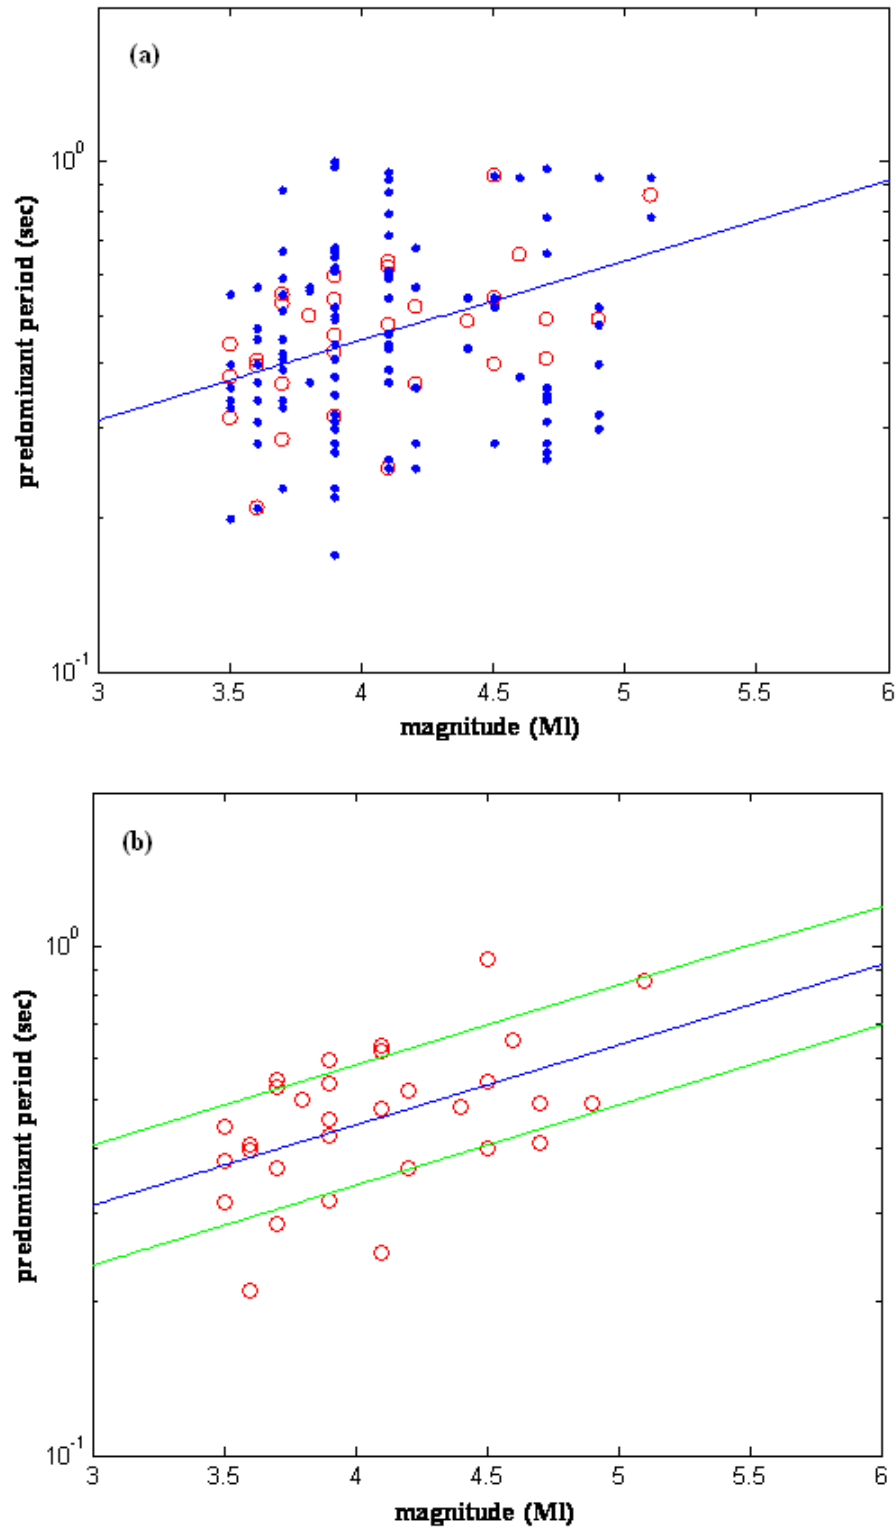 (a)
predominant period (sec)
10^0
10^-1
3 3.5 4 4.5 5 5.5 6
magnitude (Ml)
(b)
predominant period (sec)
10^0
10^-1
3 3.5 4 4.5 5 5.5 6
magnitude (Ml)